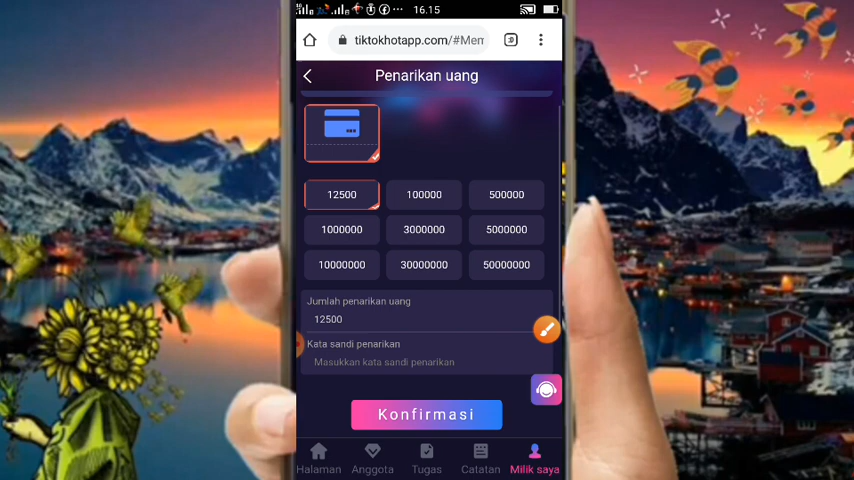 16.15
tiktokhotapp.com/#Mem
Penarikan uang
12500 100000 500000
1000000 3000000 5000000
10000000 30000000 50000000
Jumlah penarikan uang
12500
Kata sandi penarikan
Masukkan kata sandi penarikan
Konfirmasi
Halaman Anggota Tugas Catatan Milik saya